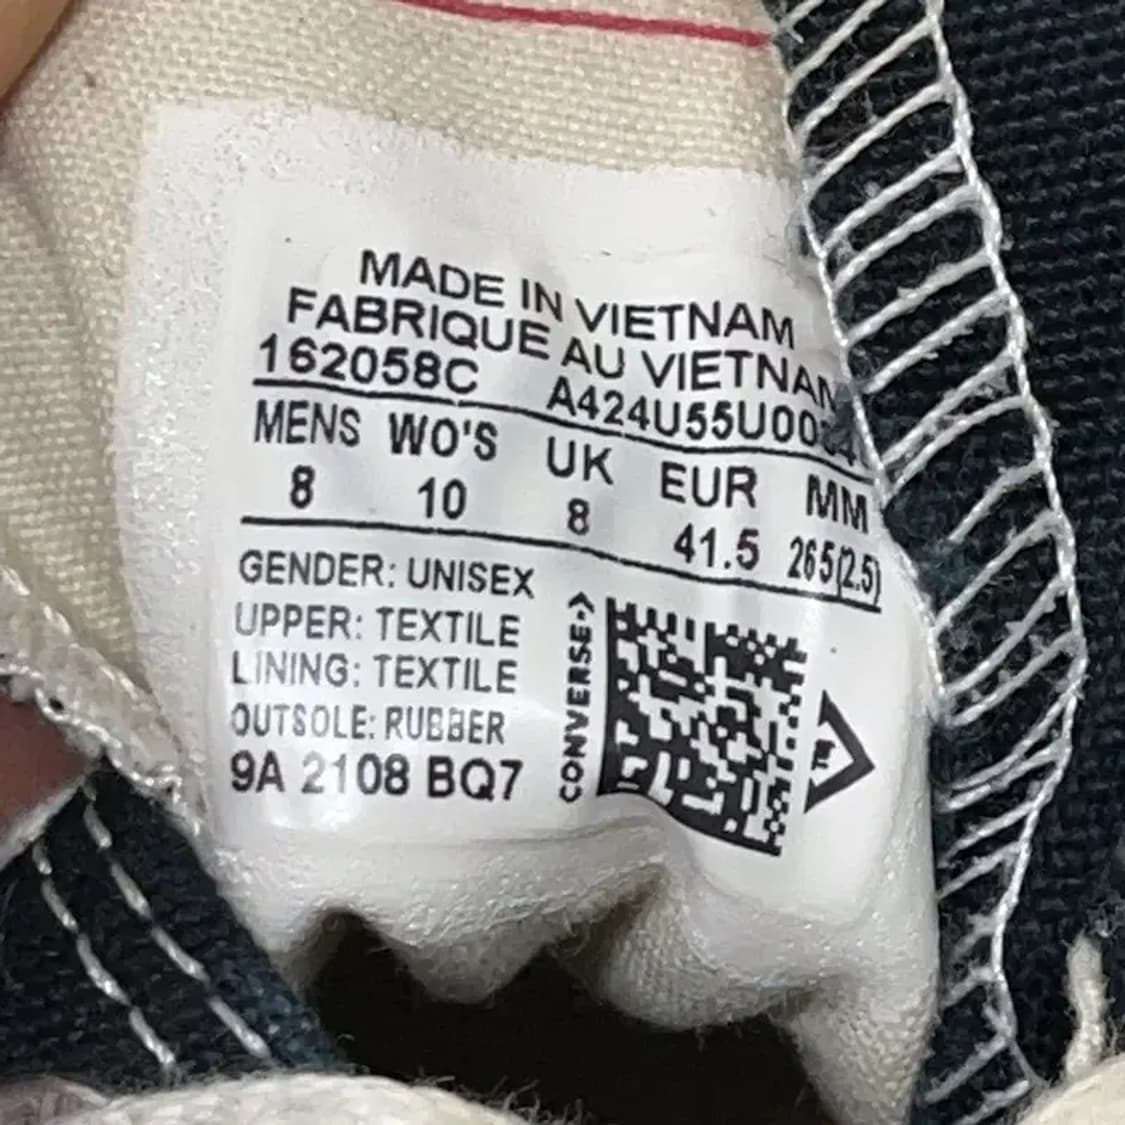 MADE IN VIETNAM
FABRIQUE AU VIETNAM
162058C
MENS WO'S UK EUR MM
8 10 8 41.5 265(2.5)
GENDER: UNISEX
UPPER: TEXTILE
LINING: TEXTILE
OUTSOLE: RUBBER
9A 2108 BQ7
CONVERSE->